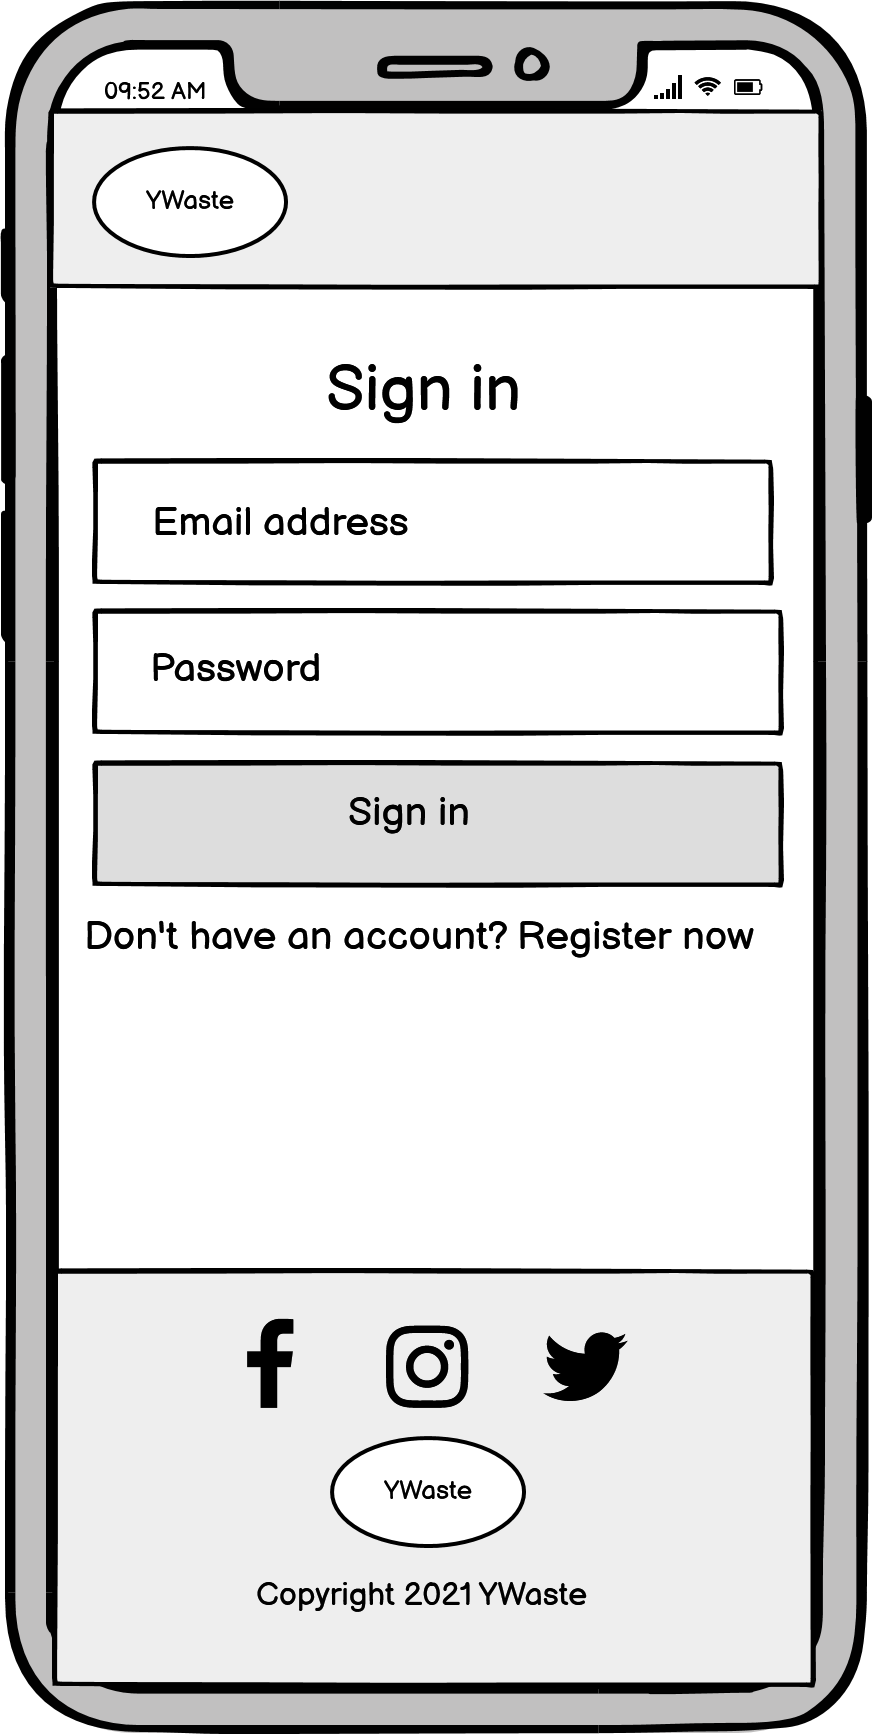 09:52 AM
YWaste
Sign in
Email address
Password
Sign in
Don't have an account? Register now
YWaste
Copyright 2021 YWaste